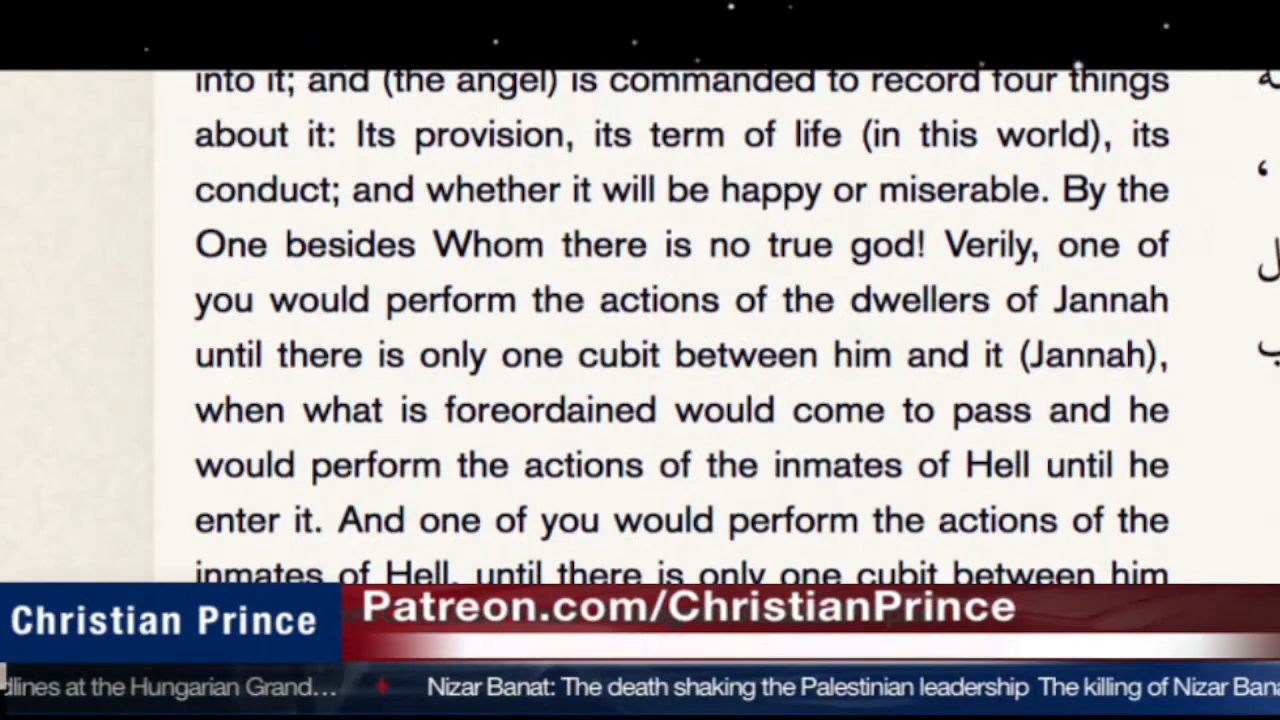 into it; and (the angel) is commanded to record four things
about it: Its provision, its term of life (in this world), its
conduct; and whether it will be happy or miserable. By the
One besides Whom there is no true god! Verily, one of
you would perform the actions of the dwellers of Jannah
until there is only one cubit between him and it (Jannah),
when what is foreordained would come to pass and he
would perform the actions of the inmates of Hell until he
enter it. And one of you would perform the actions of the
inmates of Hell, until there is only one cubit between him
Christian Prince
Patreon.com/ChristianPrince
dlines at the Hungarian Grand... Nizar Banat: The death shaking the Palestinian leadership The killing of Nizar Bana